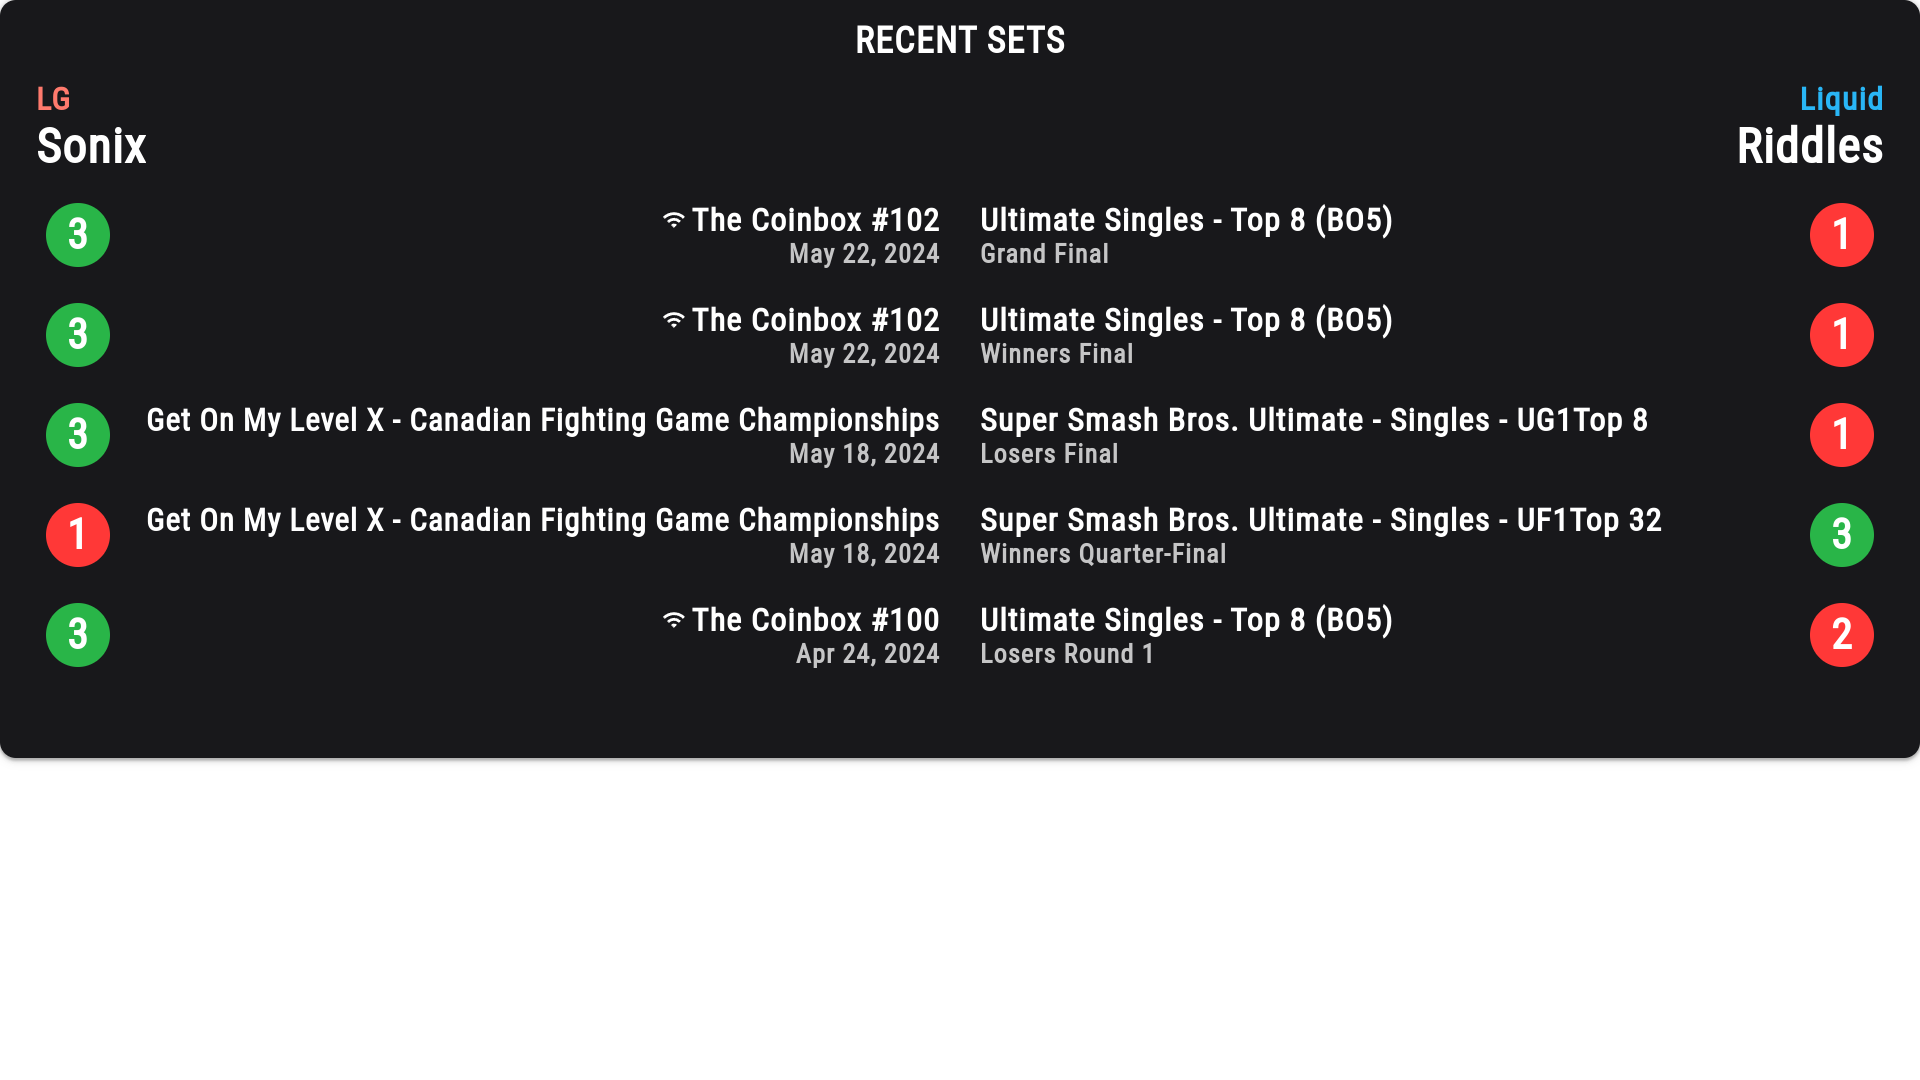 RECENT SETS
LG
Sonix
Liquid
Riddles
3
The Coinbox #102
May 22, 2024
Ultimate Singles - Top 8 (BO5)
Grand Final
1
3
The Coinbox #102
May 22, 2024
Ultimate Singles - Top 8 (BO5)
Winners Final
1
3
Get On My Level X - Canadian Fighting Game Championships
May 18, 2024
Super Smash Bros. Ultimate - Singles - UG1Top 8
Losers Final
1
1
Get On My Level X - Canadian Fighting Game Championships
May 18, 2024
Super Smash Bros. Ultimate - Singles - UF1Top 32
Winners Quarter-Final
3
3
The Coinbox #100
Apr 24, 2024
Ultimate Singles - Top 8 (BO5)
Losers Round 1
2